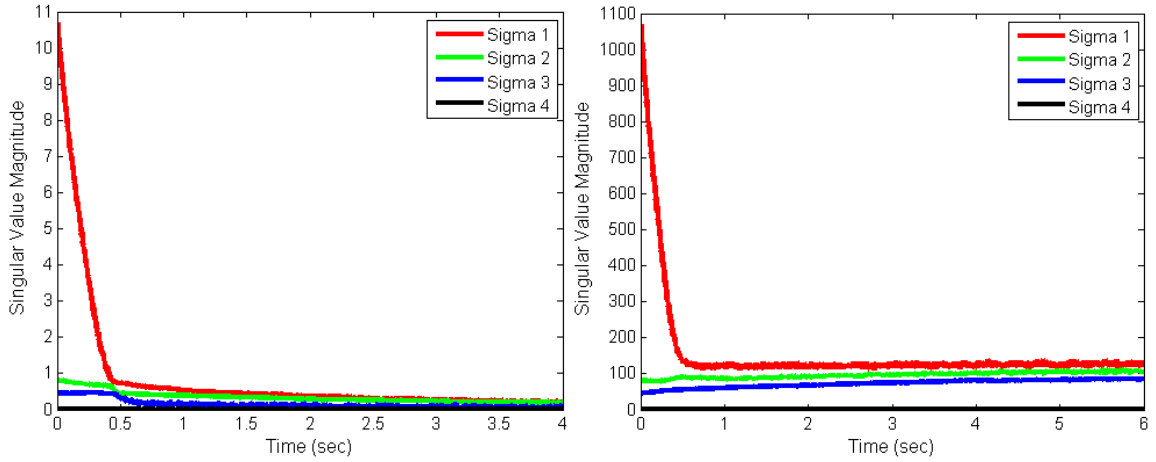 11
10
9
8
7
6
5
4
3
2
1
0
Singular Value Magnitude
0 0.5 1 1.5 2 2.5 3 3.5 4
Time (sec)
Sigma 1
Sigma 2
Sigma 3
Sigma 4
1100
1000
900
800
700
600
500
400
300
200
100
0
Singular Value Magnitude
0 1 2 3 4 5 6
Time (sec)
Sigma 1
Sigma 2
Sigma 3
Sigma 4